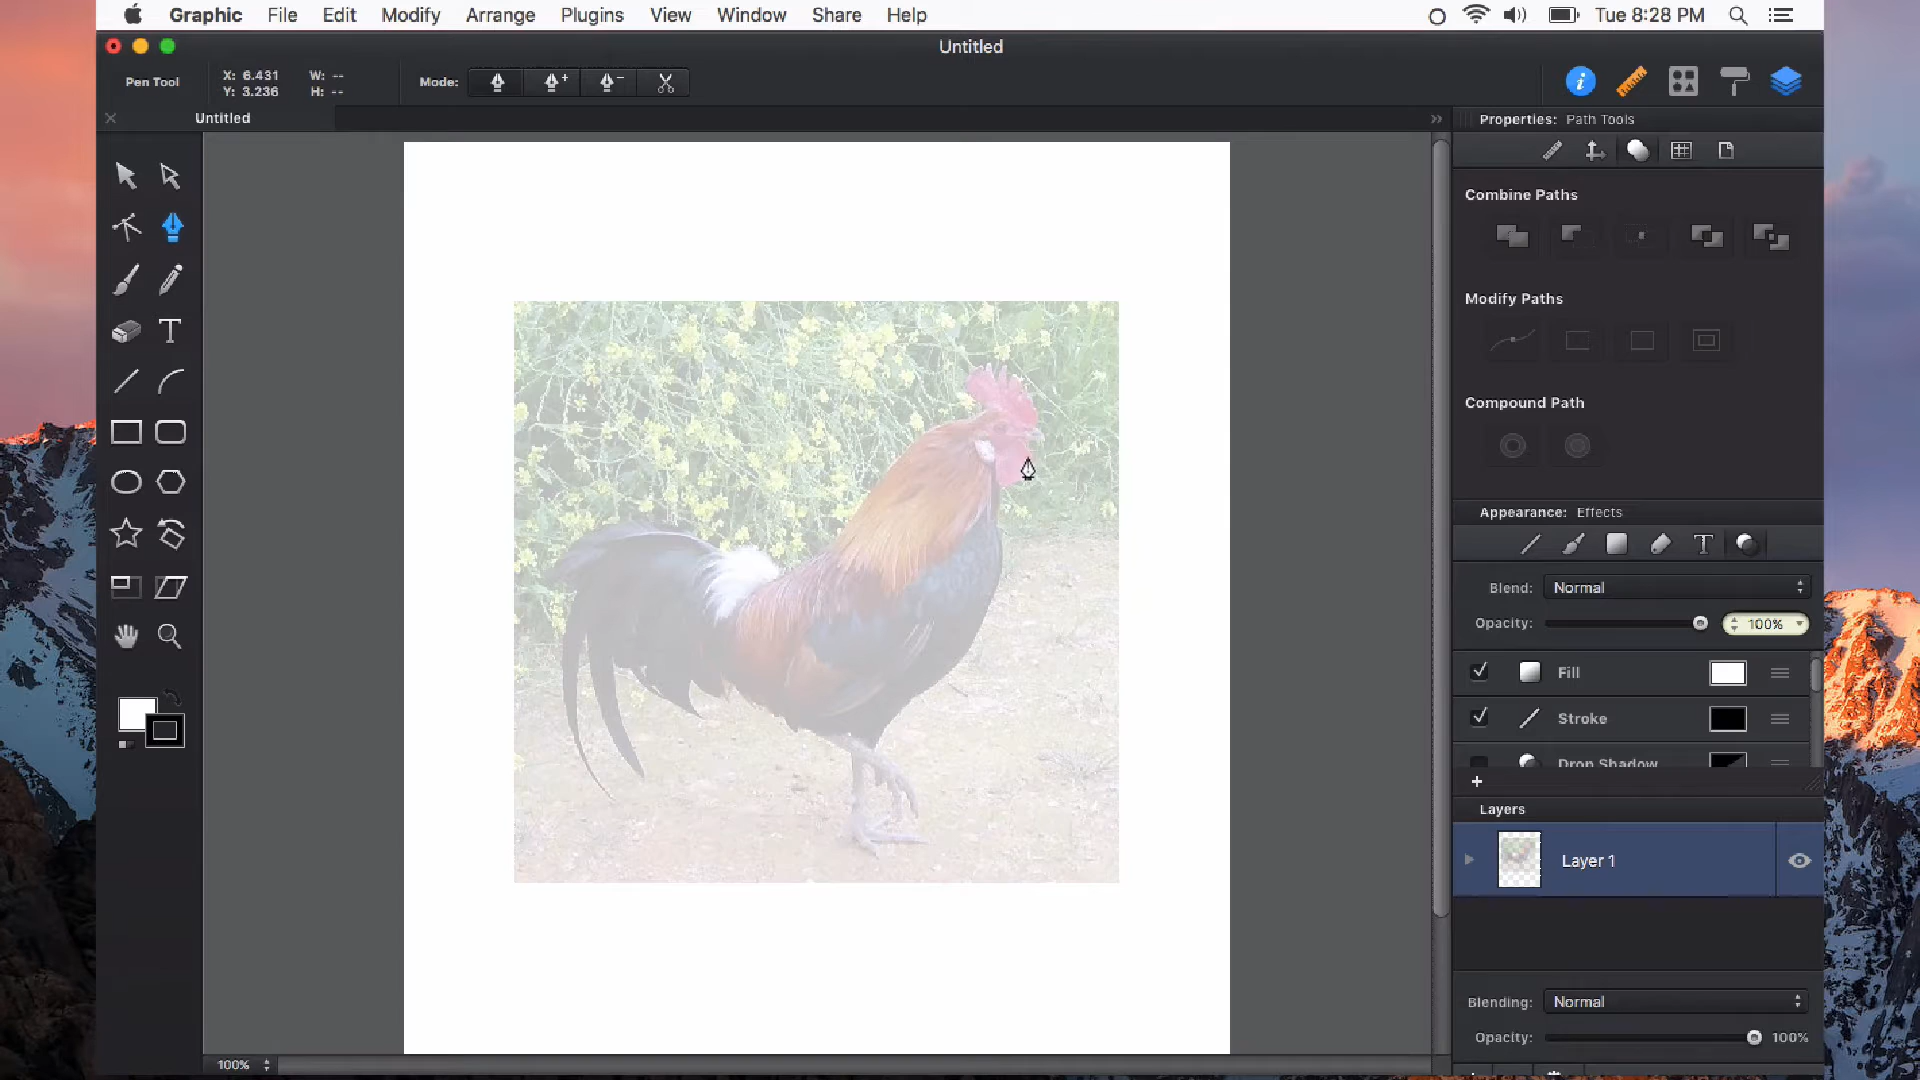 Graphic File Edit Modify Arrange Plugins View Window Share Help Tue 8:28 PM
Untitled
Pen Tool X: 6.431 W: -- Mode:
Y: 3.236 H: --
Untitled
Properties: Path Tools
Combine Paths
Modify Paths
Compound Path
Appearance: Effects
Blend: Normal
Opacity: 100%
Fill
Stroke
Drop Shadow
Layers
Layer 1
Blending: Normal
Opacity: 100%
100%